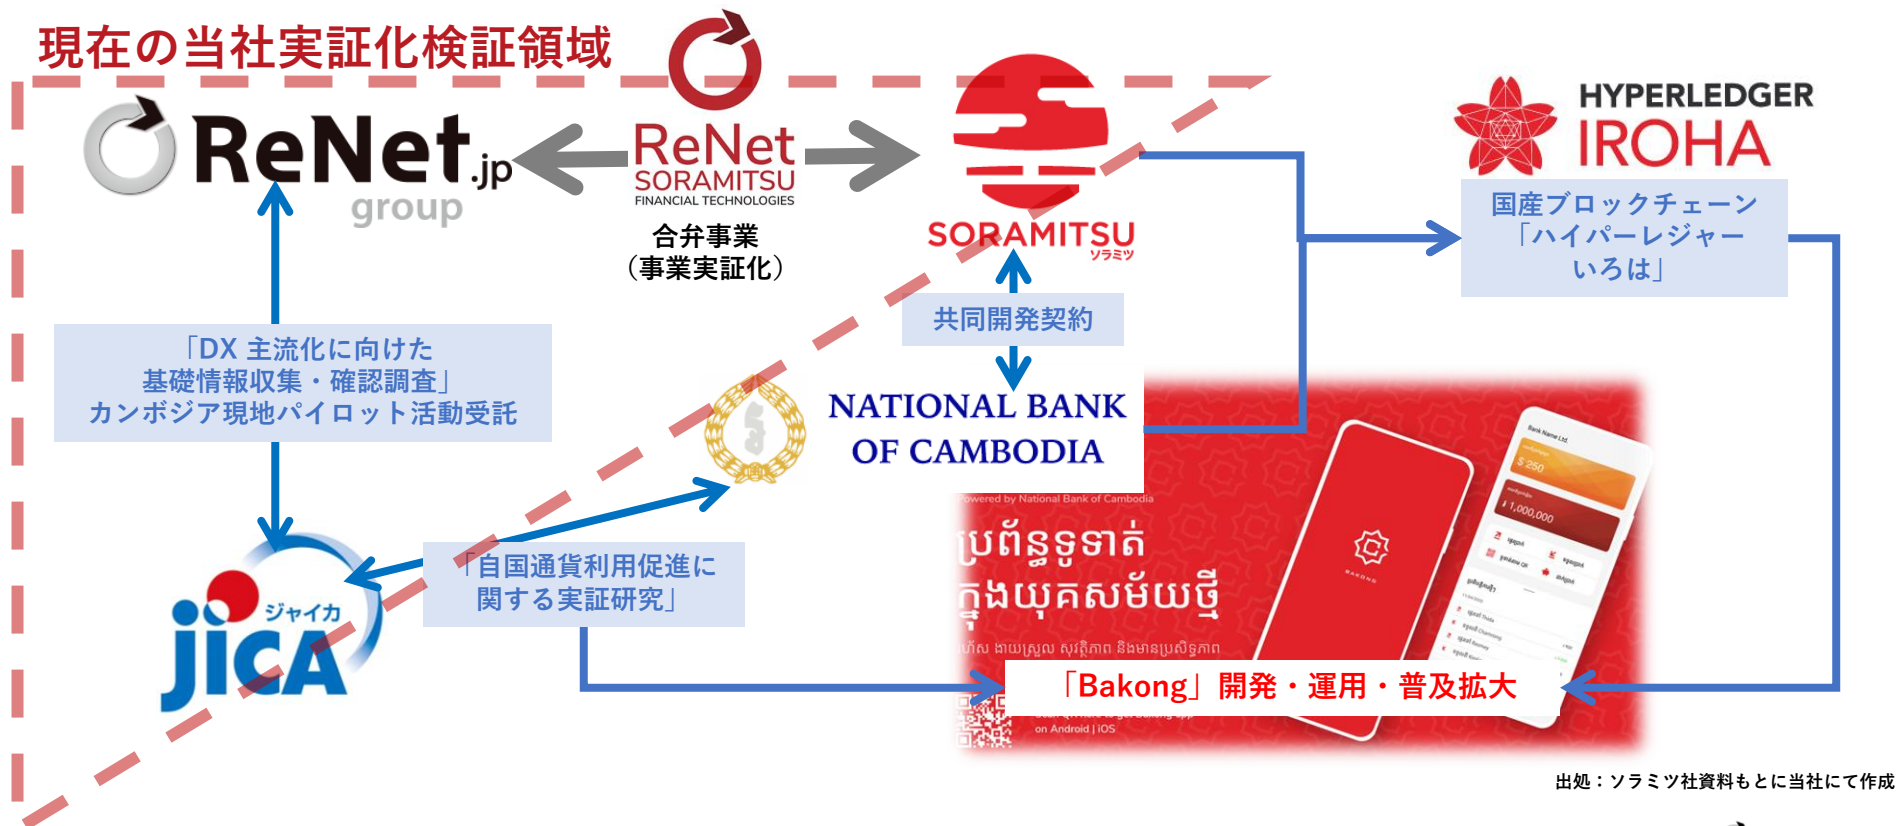 現在の当社実証化検証領域
ReNet.jp
group
ReNet
SORAMITSU
FINANCIAL TECHNOLOGIES
合弁事業
（事業実証化）
SORAMITSU
ソラミツ
HYPERLEDGER
IROHA
国産ブロックチェーン
「ハイパーレジャー
いろは」
共同開発契約
「DX 主流化に向けた
基礎情報収集・確認調査」
カンボジア現地パイロット活動受託
NATIONAL BANK
OF CAMBODIA
ジャイカ
JICA
「自国通貨利用促進に
関する実証研究」
Powered by National Bank of Cambodia
ប្រព័ន្ធទូទាត់
ក្នុងយុគសម័យថ្មី
ងាយស្រួល សុវត្ថិភាព និងមានប្រសិទ្ធភាព
「Bakong」開発・運用・普及拡大
on Android | iOS
BAKONG
Bank Name Ltd.
$ 250
1,000,000
出処：ソラミツ社資料もとに当社にて作成